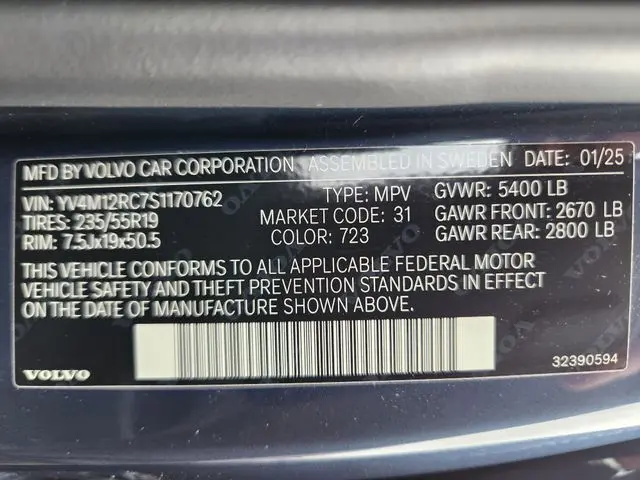 MFD BY VOLVO CAR CORPORATION ASSEMBLED IN SWEDEN DATE: 01/25
VIN: YV4M12RC7S1170762 TYPE: MPV GVWR: 5400 LB
TIRES: 235/55R19 MARKET CODE: 31 GAWR FRONT: 2670 LB
RIM: 7.5Jx19x50.5 COLOR: 723 GAWR REAR: 2800 LB
THIS VEHICLE CONFORMS TO ALL APPLICABLE FEDERAL MOTOR
VEHICLE SAFETY AND THEFT PREVENTION STANDARDS IN EFFECT
ON THE DATE OF MANUFACTURE SHOWN ABOVE.
VOLVO 32390594